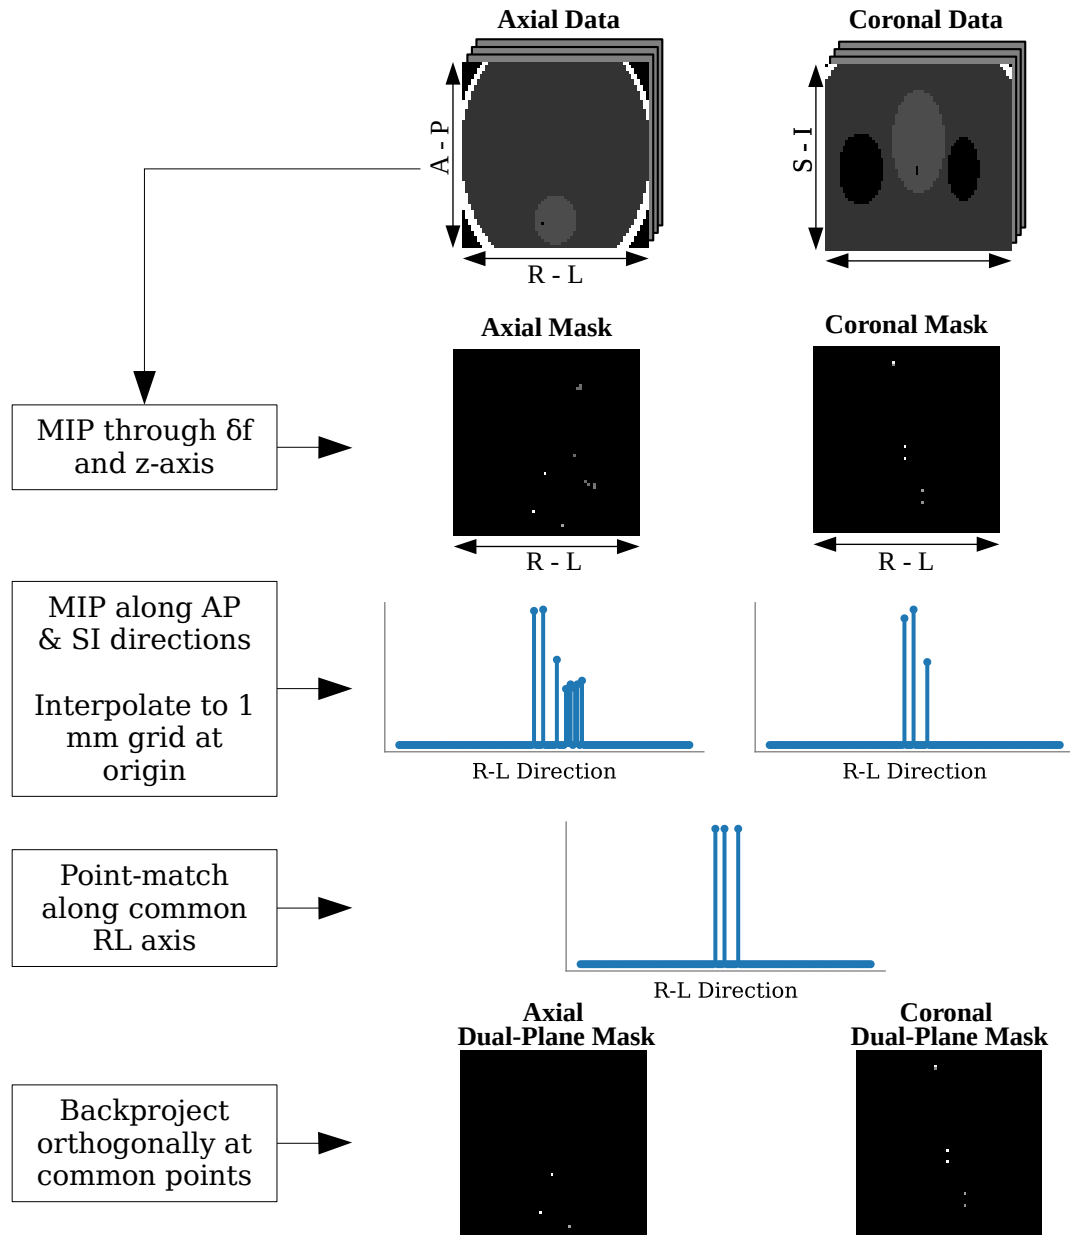 Axial Data
Coronal Data
A - P
S - I
R - L
Axial Mask
Coronal Mask
MIP through δf
and z-axis
R - L
R - L
MIP along AP
& SI directions
Interpolate to 1
mm grid at
origin
R-L Direction
R-L Direction
Point-match
along common
RL axis
R-L Direction
Axial
Dual-Plane Mask
Coronal
Dual-Plane Mask
Backproject
orthogonally at
common points